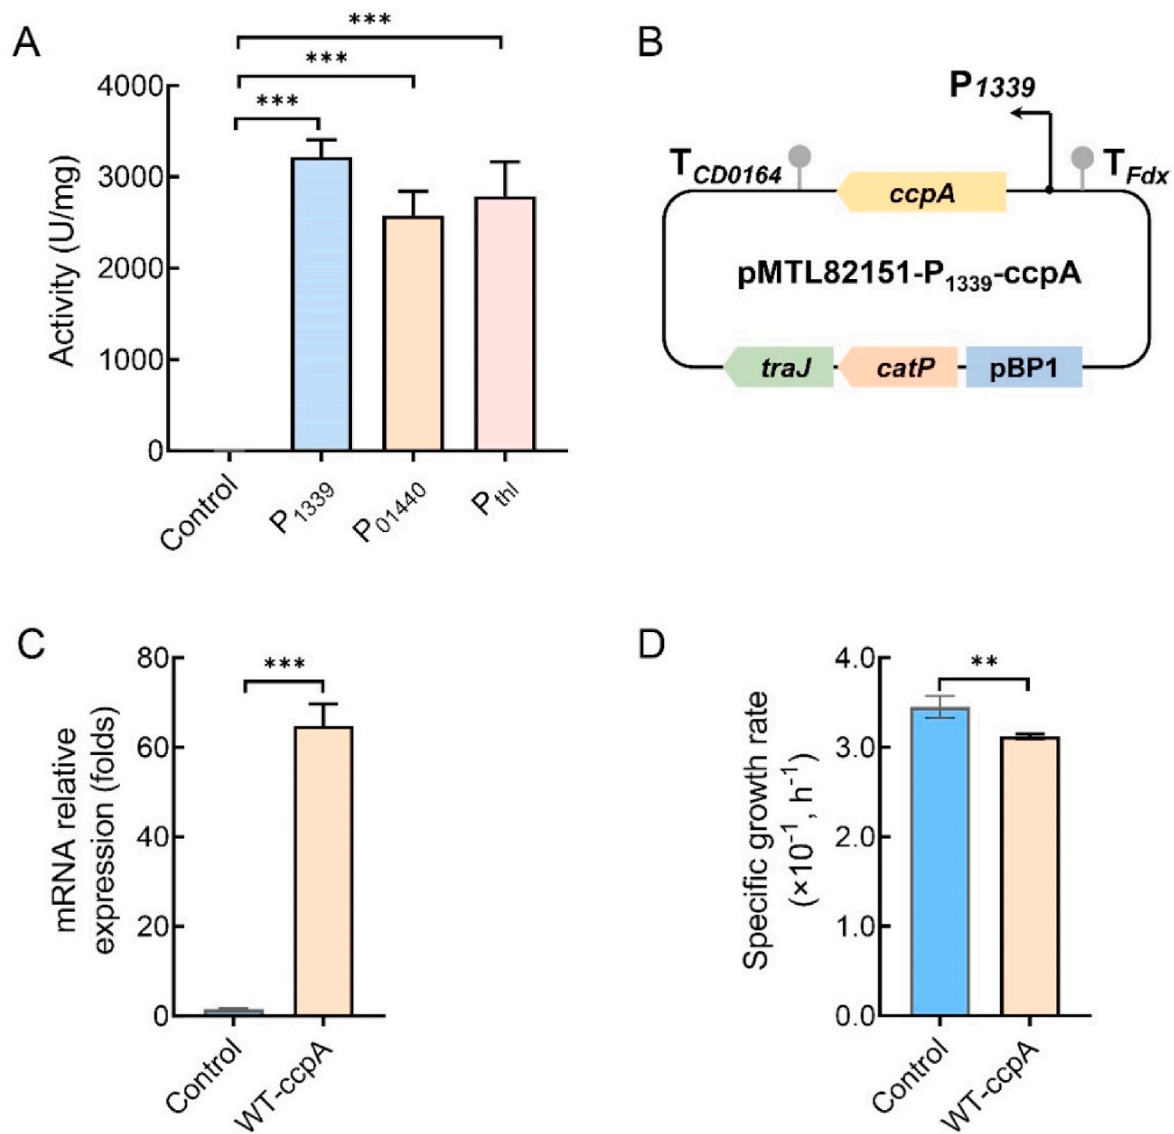 A
***
***
***
4000
3000
2000
1000
0
Activity (U/mg)
Control
P1339
P01440
Pthl
B
P1339
TCD0164
TFdx
ccpA
pMTL82151-P1339-ccpA
traJ
catP
pBP1
C
***
80
60
40
20
0
mRNA relative
expression (folds)
Control
WT-ccpA
D
**
4.0
3.0
2.0
1.0
0.0
Specific growth rate
(×10-1, h-1)
Control
WT-ccpA